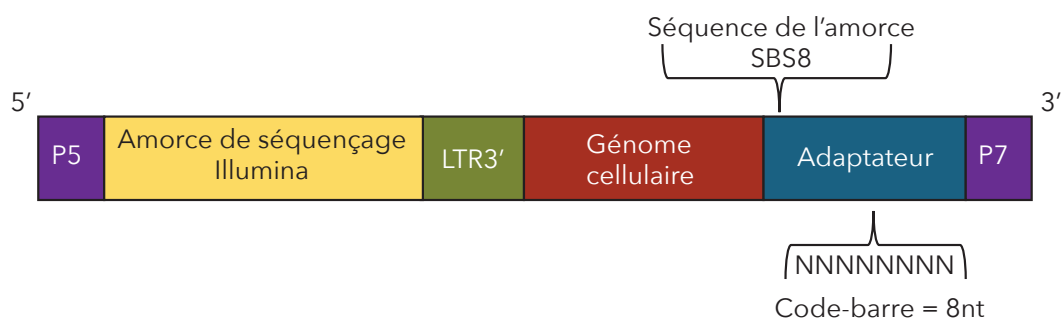 Séquence de l’amorce
SBS8
5’
3’
P5
Amorce de séquençage
Illumina
LTR3’
Génome
cellulaire
Adaptateur
P7
NNNNNNNN
Code-barre = 8nt